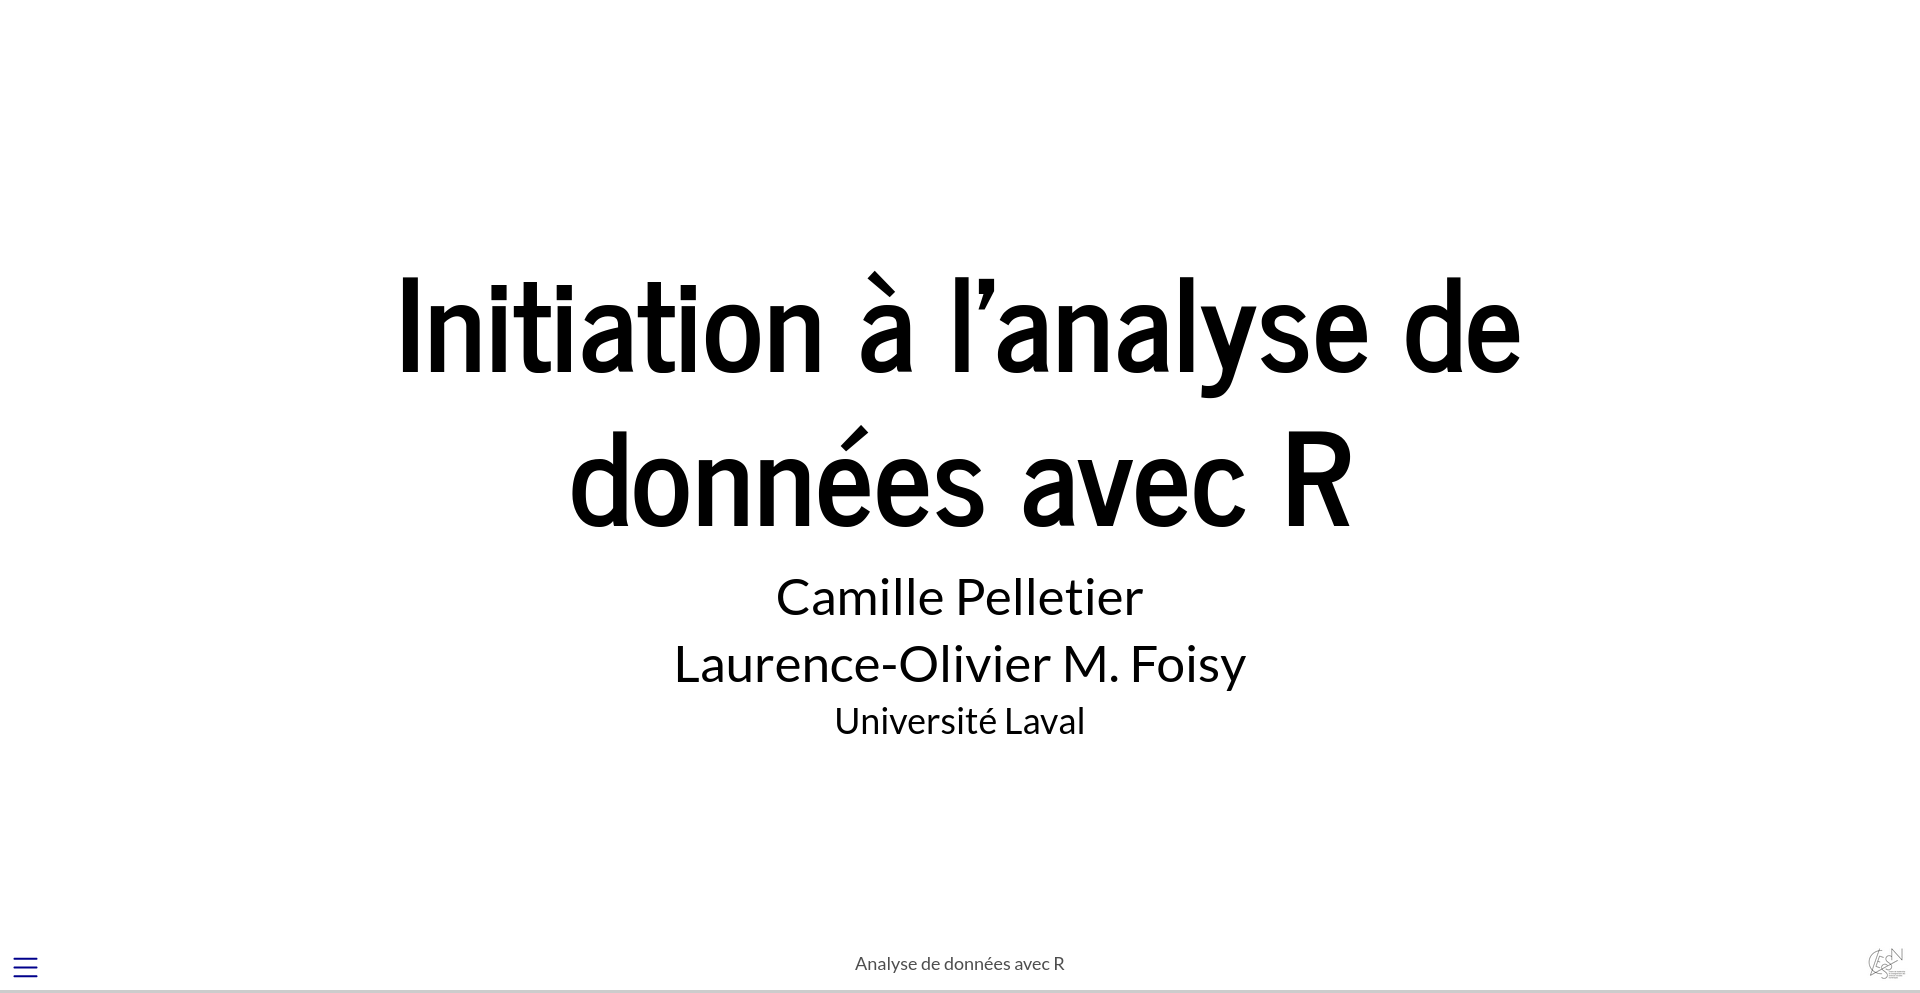 Initiation à l’analyse de
données avec R
Camille Pelletier
Laurence-Olivier M. Foisy
Université Laval
Analyse de données avec R